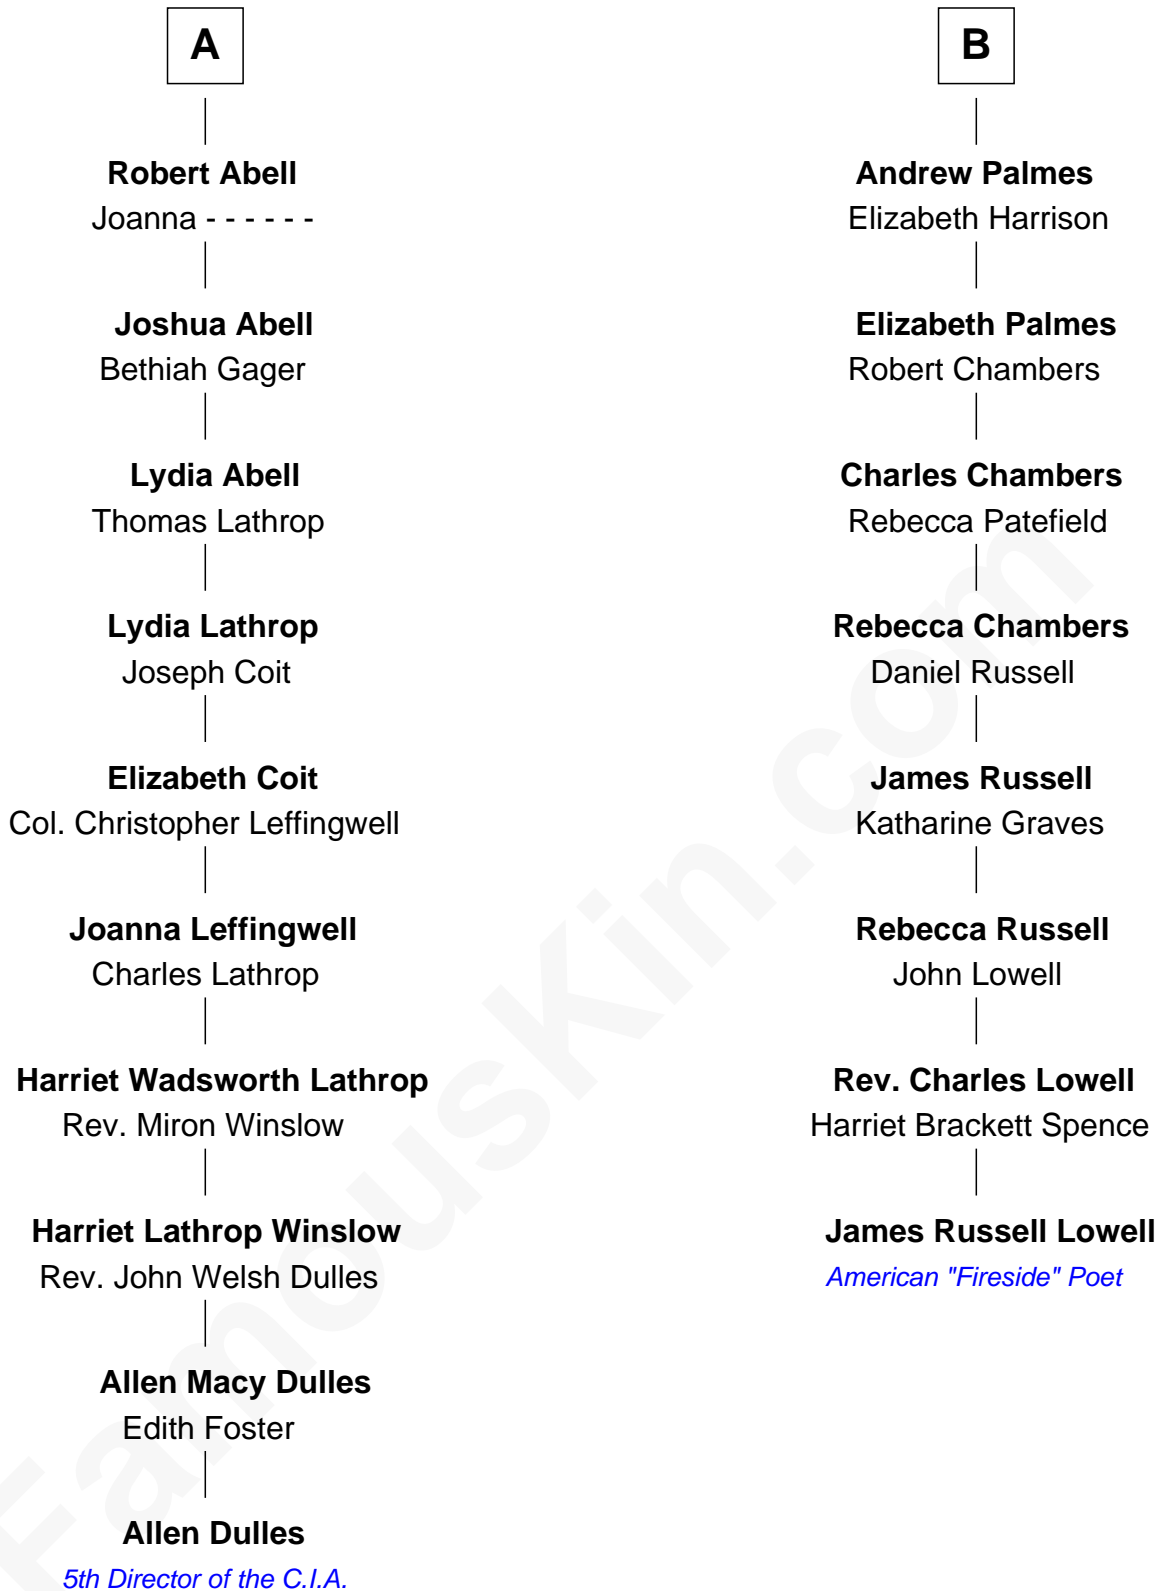 A
Robert Abell
Joanna - - - - - -
Joshua Abell
Bethiah Gager
Lydia Abell
Thomas Lathrop
Lydia Lathrop
Joseph Coit
Elizabeth Coit
Col. Christopher Leffingwell
Joanna Leffingwell
Charles Lathrop
Harriet Wadsworth Lathrop
Rev. Miron Winslow
Harriet Lathrop Winslow
Rev. John Welsh Dulles
Allen Macy Dulles
Edith Foster
Allen Dulles
5th Director of the C.I.A.
B
Andrew Palmes
Elizabeth Harrison
Elizabeth Palmes
Robert Chambers
Charles Chambers
Rebecca Patefield
Rebecca Chambers
Daniel Russell
James Russell
Katharine Graves
Rebecca Russell
John Lowell
Rev. Charles Lowell
Harriet Brackett Spence
James Russell Lowell
American "Fireside" Poet
FamousKin.com